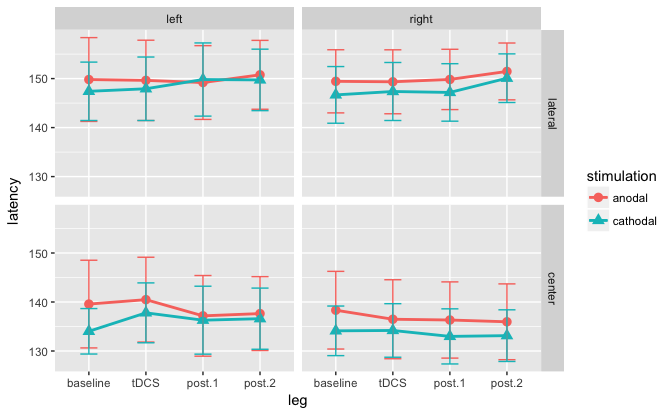 left right
150
140
130
lateral
latency
150
140
130
center
baseline tDCS post.1 post.2 baseline tDCS post.1 post.2
leg
stimulation
anodal
cathodal